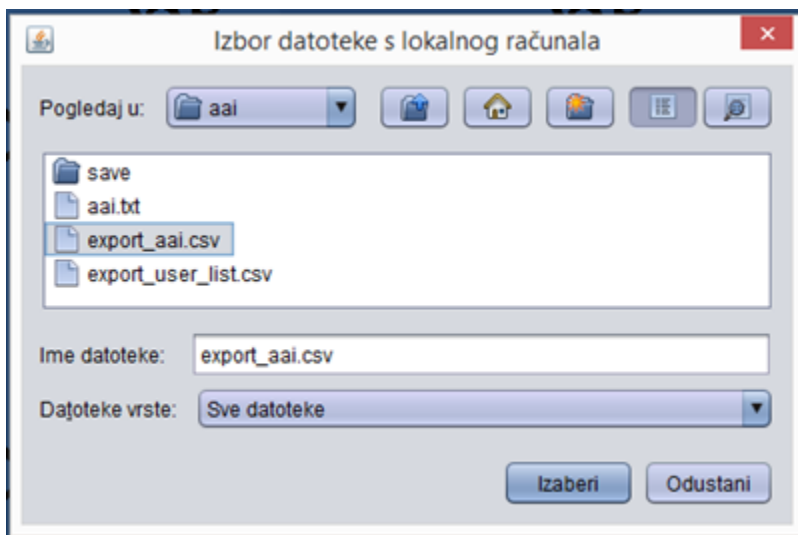 Izbor datoteke s lokalnog računala
Pogledaj u: aai
save
aai.txt
export_aai.csv
export_user_list.csv
Ime datoteke: export_aai.csv
Datoteke vrste: Sve datoteke
Izaberi Odustani